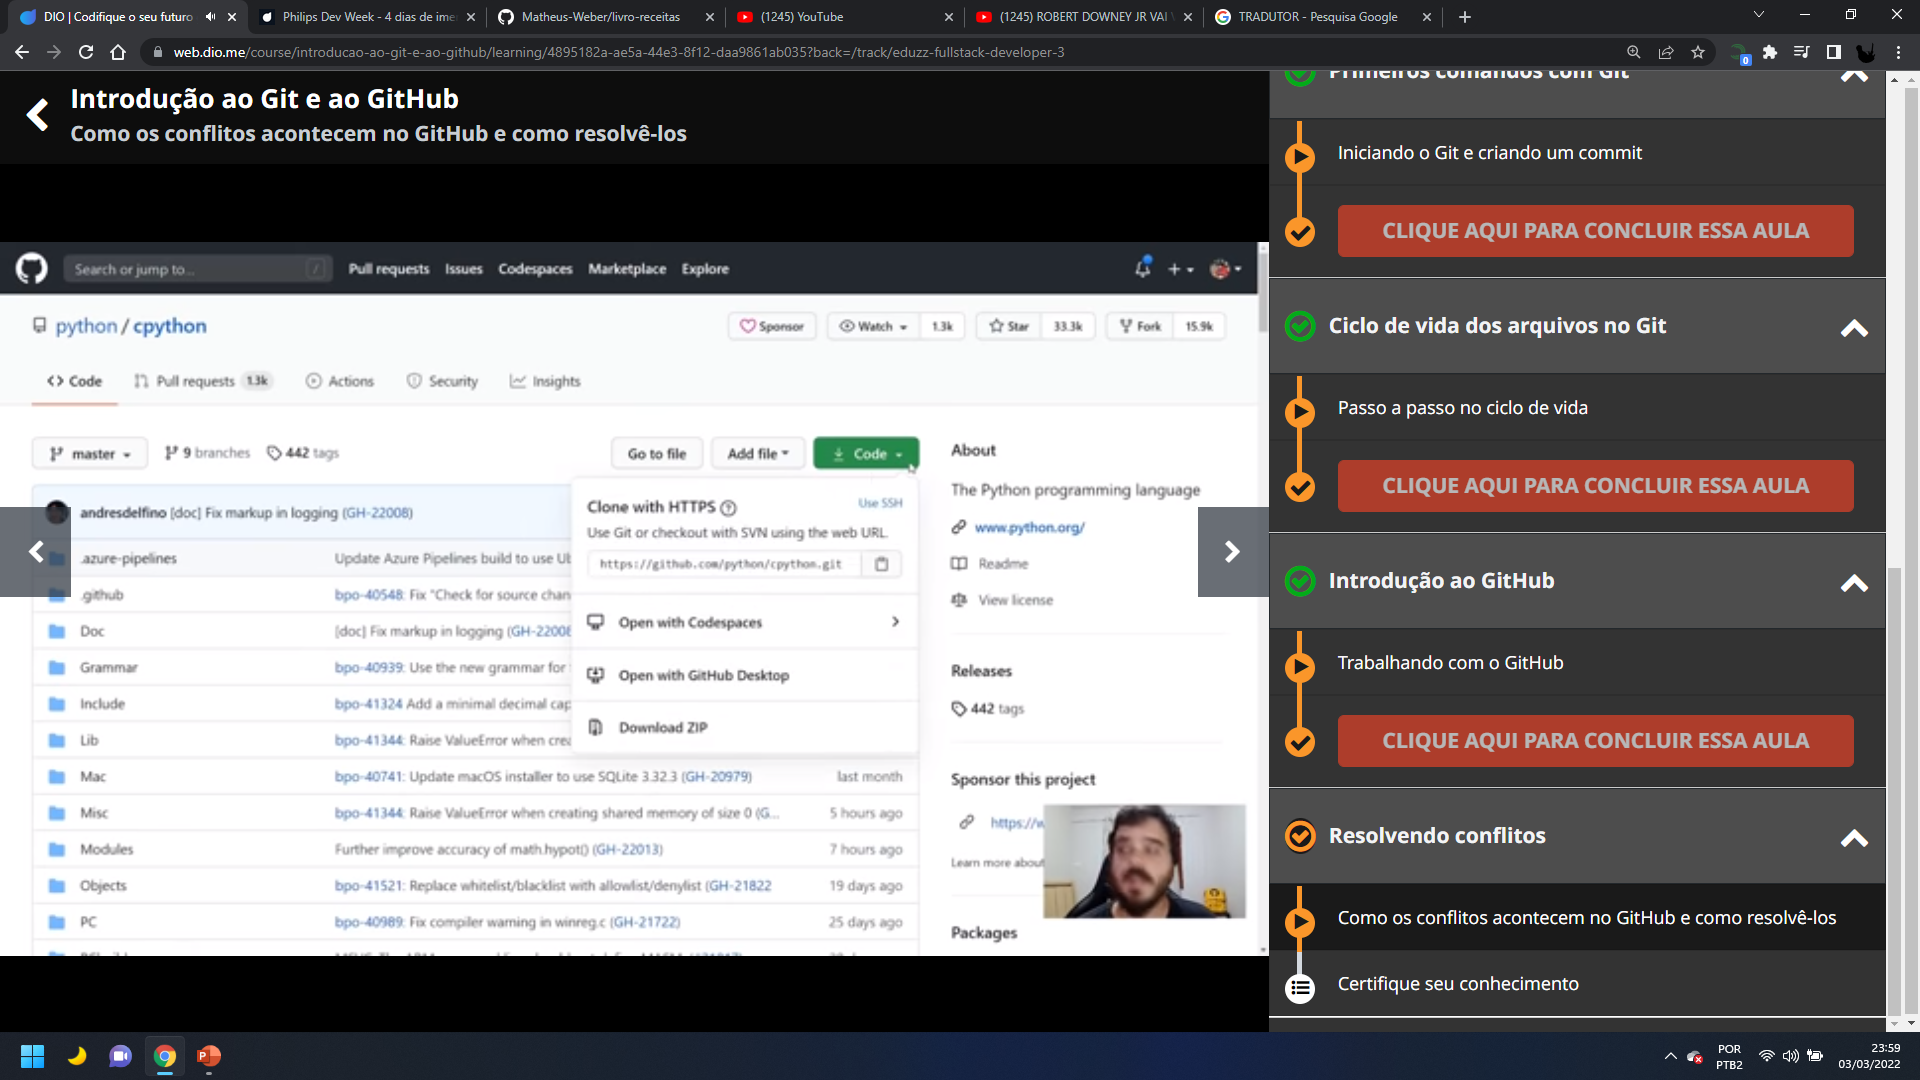 DIO | Codifique o seu futuro
Philips Dev Week - 4 dias de ime
Matheus-Weber/livro-receitas
(1245) YouTube
(1245) ROBERT DOWNEY JR VAI
TRADUTOR - Pesquisa Google
web.dio.me/course/introducao-ao-git-e-ao-github/learning/4895182a-ae5a-44e3-8f12-daa9861ab035?back=/track/eduzz-fullstack-developer-3
0
Introdução ao Git e ao GitHub
Como os conflitos acontecem no GitHub e como resolvê-los
Search or jump to...
/
Pull requests
Issues
Codespaces
Marketplace
Explore
python / cpython
Sponsor
Watch
1.3k
Star
33.3k
Fork
15.9k
Code
Pull requests 1.3k
Actions
Security
Insights
master
9 branches
442 tags
Go to file
Add file
Code
andresdelfino [doc] Fix markup in logging (GH-22008)
.azure-pipelines
Update Azure Pipelines build to use Ub
.github
bpo-40548: Fix "Check for source chan
Doc
[doc] Fix markup in logging (GH-22008
Grammar
bpo-40939: Use the new grammar for
Include
bpo-41324 Add a minimal decimal cap
Lib
bpo-41344: Raise ValueError when crea
Mac
bpo-40741: Update macOS installer to use SQLite 3.32.3 (GH-20979)
last month
Misc
bpo-41344: Raise ValueError when creating shared memory of size 0 (G...
5 hours ago
Modules
Further improve accuracy of math.hypot() (GH-22013)
7 hours ago
Objects
bpo-41521: Replace whitelist/blacklist with allowlist/denylist (GH-21822
19 days ago
PC
bpo-40989: Fix compiler warning in winreg.c (GH-21722)
25 days ago
Clone with HTTPS
Use SSH
Use Git or checkout with SVN using the web URL.
https://github.com/python/cpython.git
Open with Codespaces
Open with GitHub Desktop
Download ZIP
About
The Python programming language
www.python.org/
Readme
View license
Releases
442 tags
Sponsor this project
https://w
Learn more about
Packages
Primeiros comandos com Git
Iniciando o Git e criando um commit
CLIQUE AQUI PARA CONCLUIR ESSA AULA
Ciclo de vida dos arquivos no Git
Passo a passo no ciclo de vida
CLIQUE AQUI PARA CONCLUIR ESSA AULA
Introdução ao GitHub
Trabalhando com o GitHub
CLIQUE AQUI PARA CONCLUIR ESSA AULA
Resolvendo conflitos
Como os conflitos acontecem no GitHub e como resolvê-los
Certifique seu conhecimento
POR
PTB2
23:59
03/03/2022